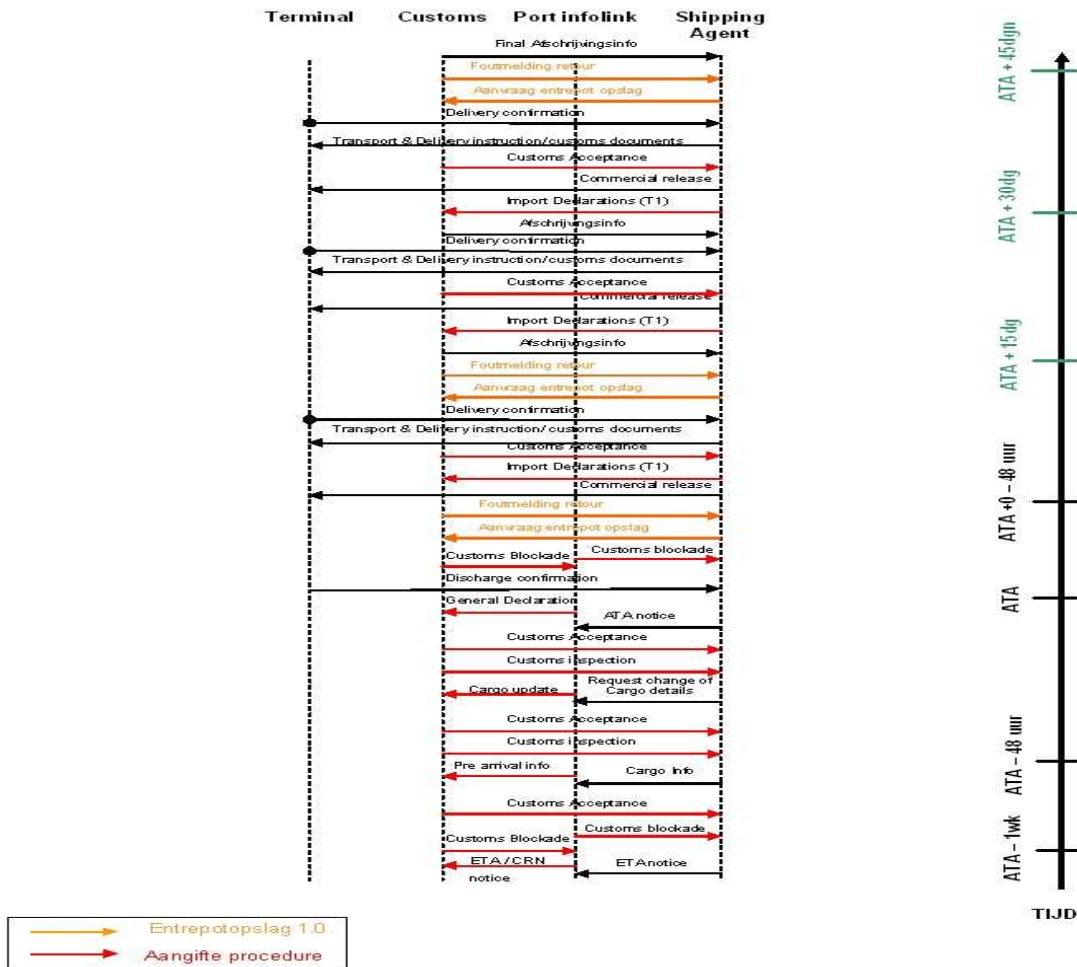 Terminal Customs Port infolink Shipping
Agent
Final Afschrijvingsinfo
Foutmelding retour
Aanvraag entrepot opslag
Delivery confirmation
Transport & Delivery instruction/customs documents
Customs Acceptance
Commercial release
Import Declarations (T1)
Afschrijvingsinfo
Delivery confirmation
Transport & Delivery instruction/customs documents
Customs Acceptance
Commercial release
Import Declarations (T1)
Afschrijvingsinfo
Foutmelding retour
Aanvraag entrepot opslag
Delivery confirmation
Transport & Delivery instruction/customs documents
Customs Acceptance
Import Declarations (T1)
Commercial release
Foutmelding retour
Aanvraag entrepot opslag
Customs blockade
Customs Blockade
Discharge confirmation
General Declaration
ATA notice
Customs Acceptance
Customs inspection
Request change of
Cargo details
Cargo update
Customs Acceptance
Customs inspection
Pre arrival info
Cargo Info
Customs Acceptance
Customs blockade
Customs Blockade
ETA / CRN
notice
ETA notice
ATA + 45dgn
ATA + 30dg
ATA + 15dg
ATA +0 – 48 uur
ATA
ATA – 48 uur
ATA – 1wk
TIJD
Entrepotopslag 1.0
Aangifte procedure